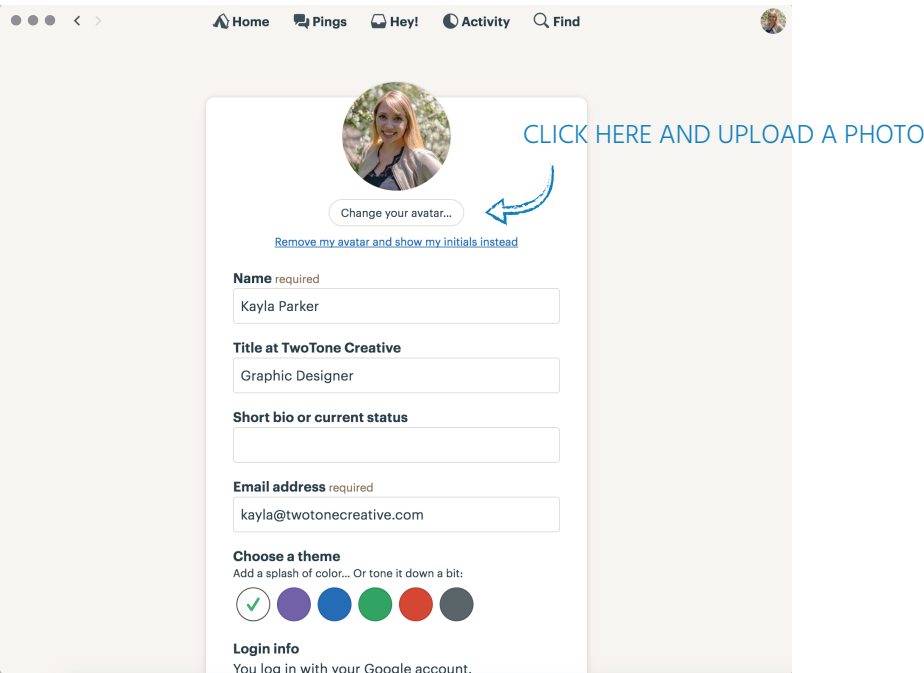 Home Pings Hey! Activity Find
CLICK HERE AND UPLOAD A PHOTO
Change your avatar...
Remove my avatar and show my initials instead
Name required
Kayla Parker
Title at TwoTone Creative
Graphic Designer
Short bio or current status
Email address required
kayla@twotonecreative.com
Choose a theme
Add a splash of color... Or tone it down a bit:
Login info
You log in with your Google account.